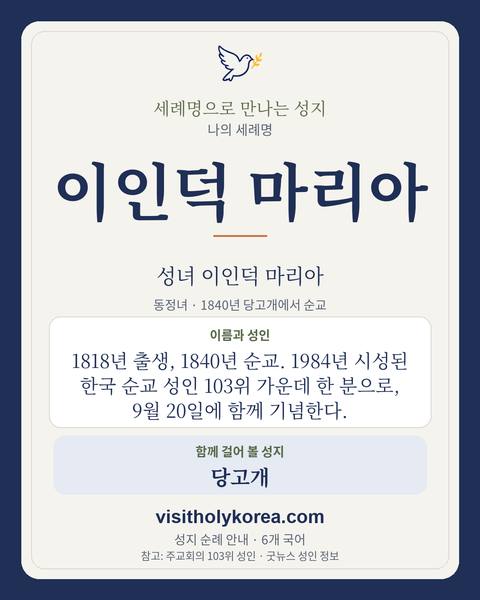 세례명으로 만나는 성지
나의 세례명
이인덕 마리아
성녀 이인덕 마리아
동정녀 · 1840년 당고개에서 순교
이름과 성인
1818년 출생, 1840년 순교. 1984년 시성된
한국 순교 성인 103위 가운데 한 분으로,
9월 20일에 함께 기념한다.
함께 걸어 볼 성지
당고개
visitholykorea.com
성지 순례 안내 · 6개 국어
참고: 주교회의 103위 성인 · 굿뉴스 성인 정보